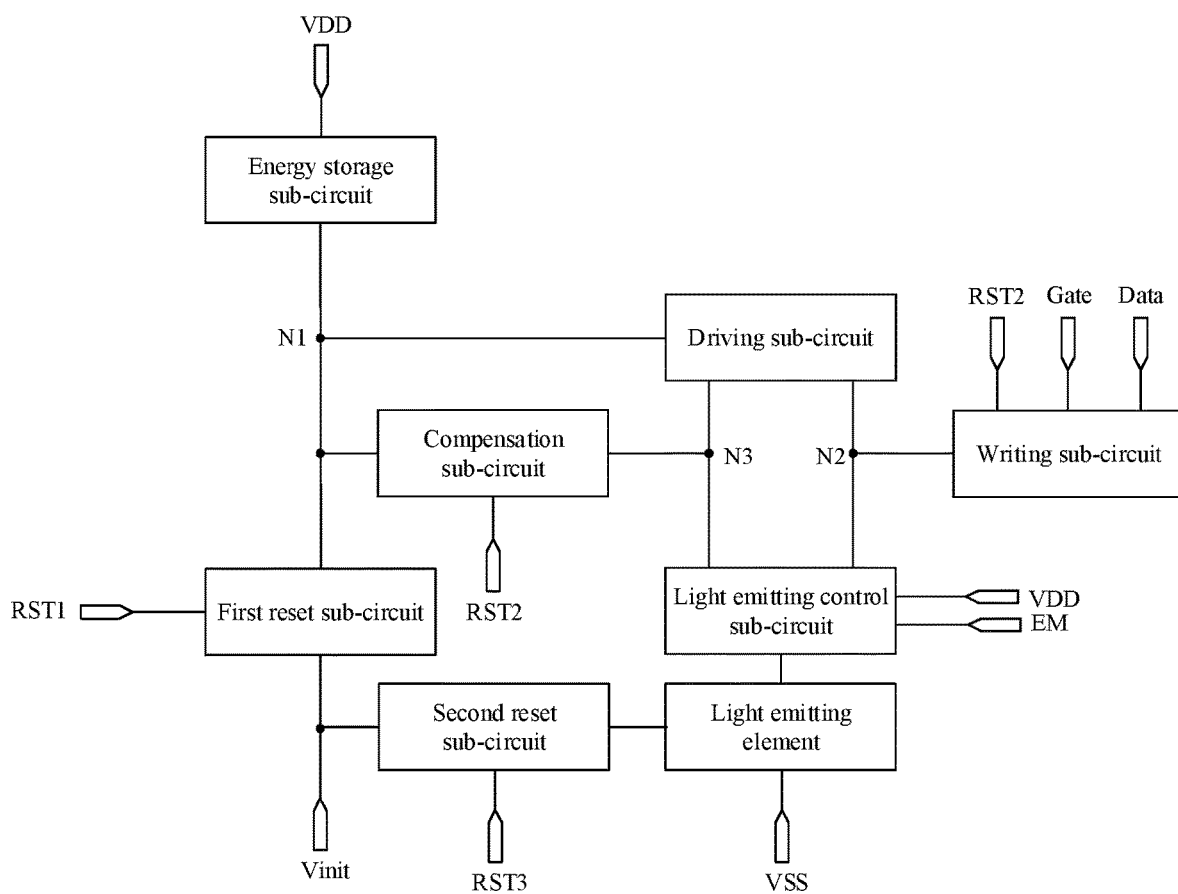 VDD
Energy storage
sub-circuit
RST2 Gate Data
N1
Driving sub-circuit
Compensation
sub-circuit
N3
N2
Writing sub-circuit
RST1
First reset sub-circuit
RST2
Light emitting control
sub-circuit
VDD
EM
Second reset
sub-circuit
Light emitting
element
Vinit
RST3
VSS